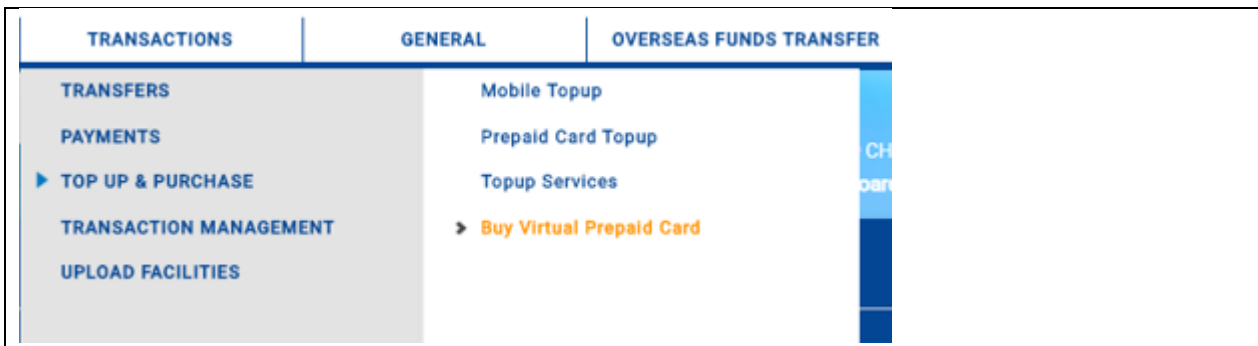 TRANSACTIONS
GENERAL
OVERSEAS FUNDS TRANSFER
TRANSFERS
PAYMENTS
TOP UP & PURCHASE
TRANSACTION MANAGEMENT
UPLOAD FACILITIES
Mobile Topup
Prepaid Card Topup
Topup Services
Buy Virtual Prepaid Card
CH